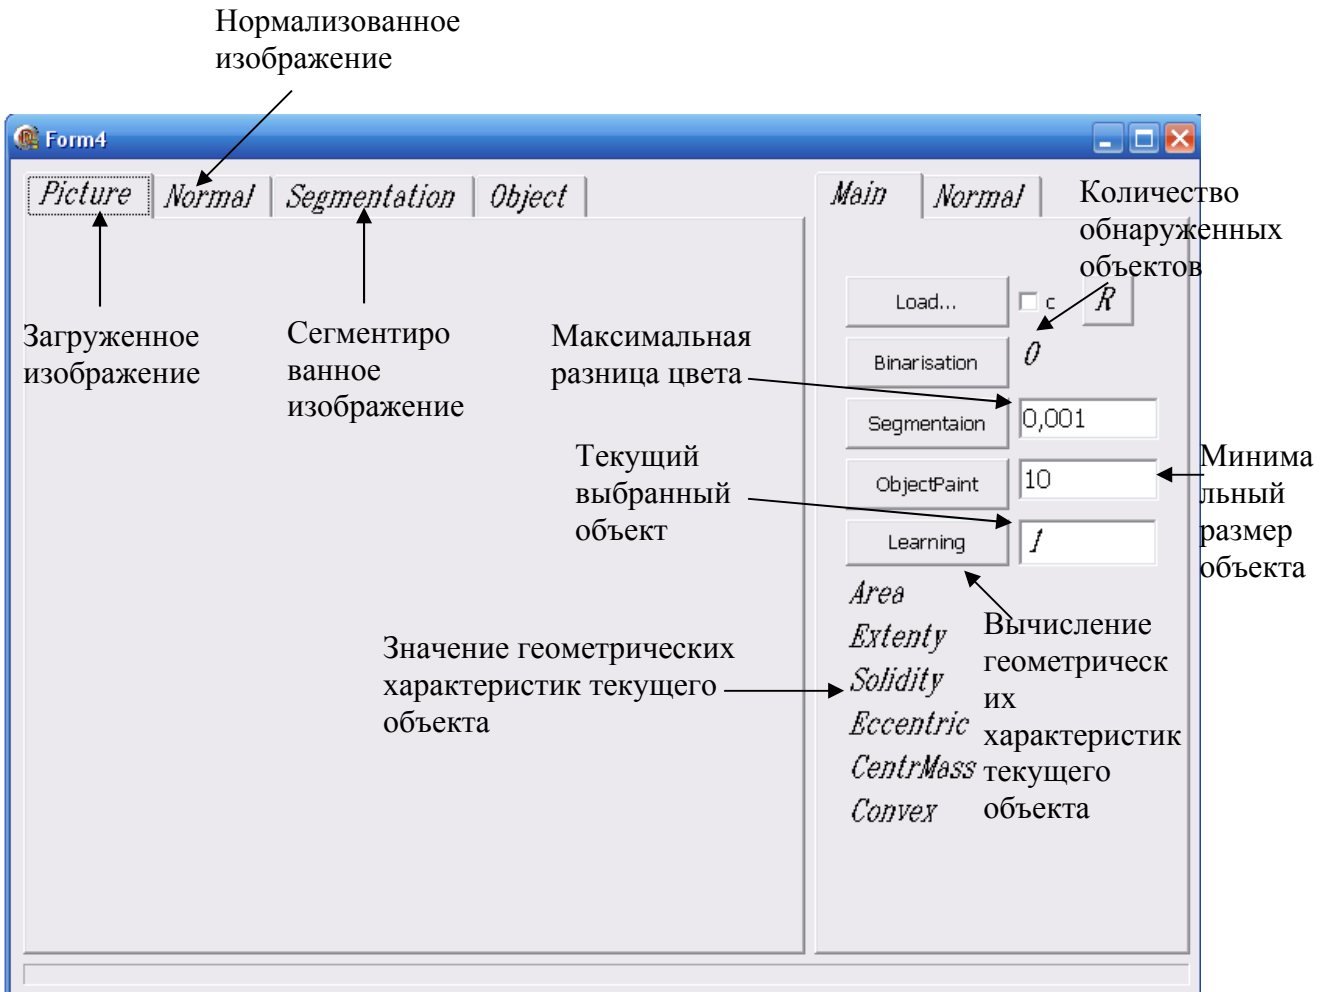 Нормализованное
изображение
Form4
Picture Normal Segmentation Object
Main Normal
Количество
обнаруженных
объектов
Load... c R
Загруженное
изображение
Сегментиро
ванное
изображение
Максимальная
разница цвета
Binarisation 0
Segmentaion 0,001
Текущий
выбранный
объект
ObjectPaint 10
Минима
льный
размер
объекта
Learning 1
Area
Extenty
Solidity
Eccentric
CentrMass
Convex
Значение геометрических
характеристик текущего
объекта
Вычисление
геометрическ
их
характеристик
текущего
объекта